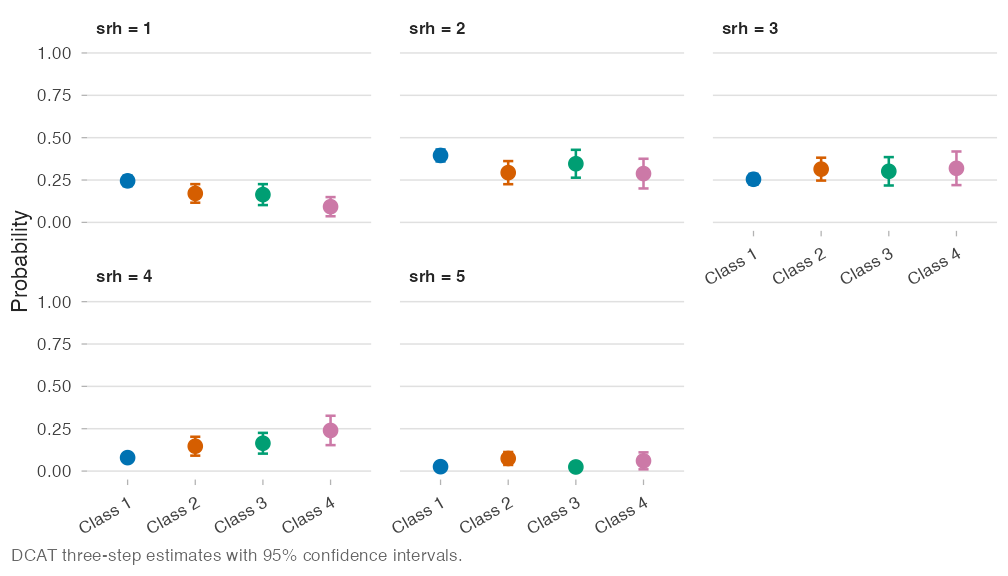 srh = 1
srh = 2
srh = 3
1.00
0.75
0.50
0.25
0.00
Class 1
Class 2
Class 3
Class 4
Probability
srh = 4
srh = 5
1.00
0.75
0.50
0.25
0.00
Class 1
Class 2
Class 3
Class 4
Class 1
Class 2
Class 3
Class 4
DCAT three-step estimates with 95% confidence intervals.